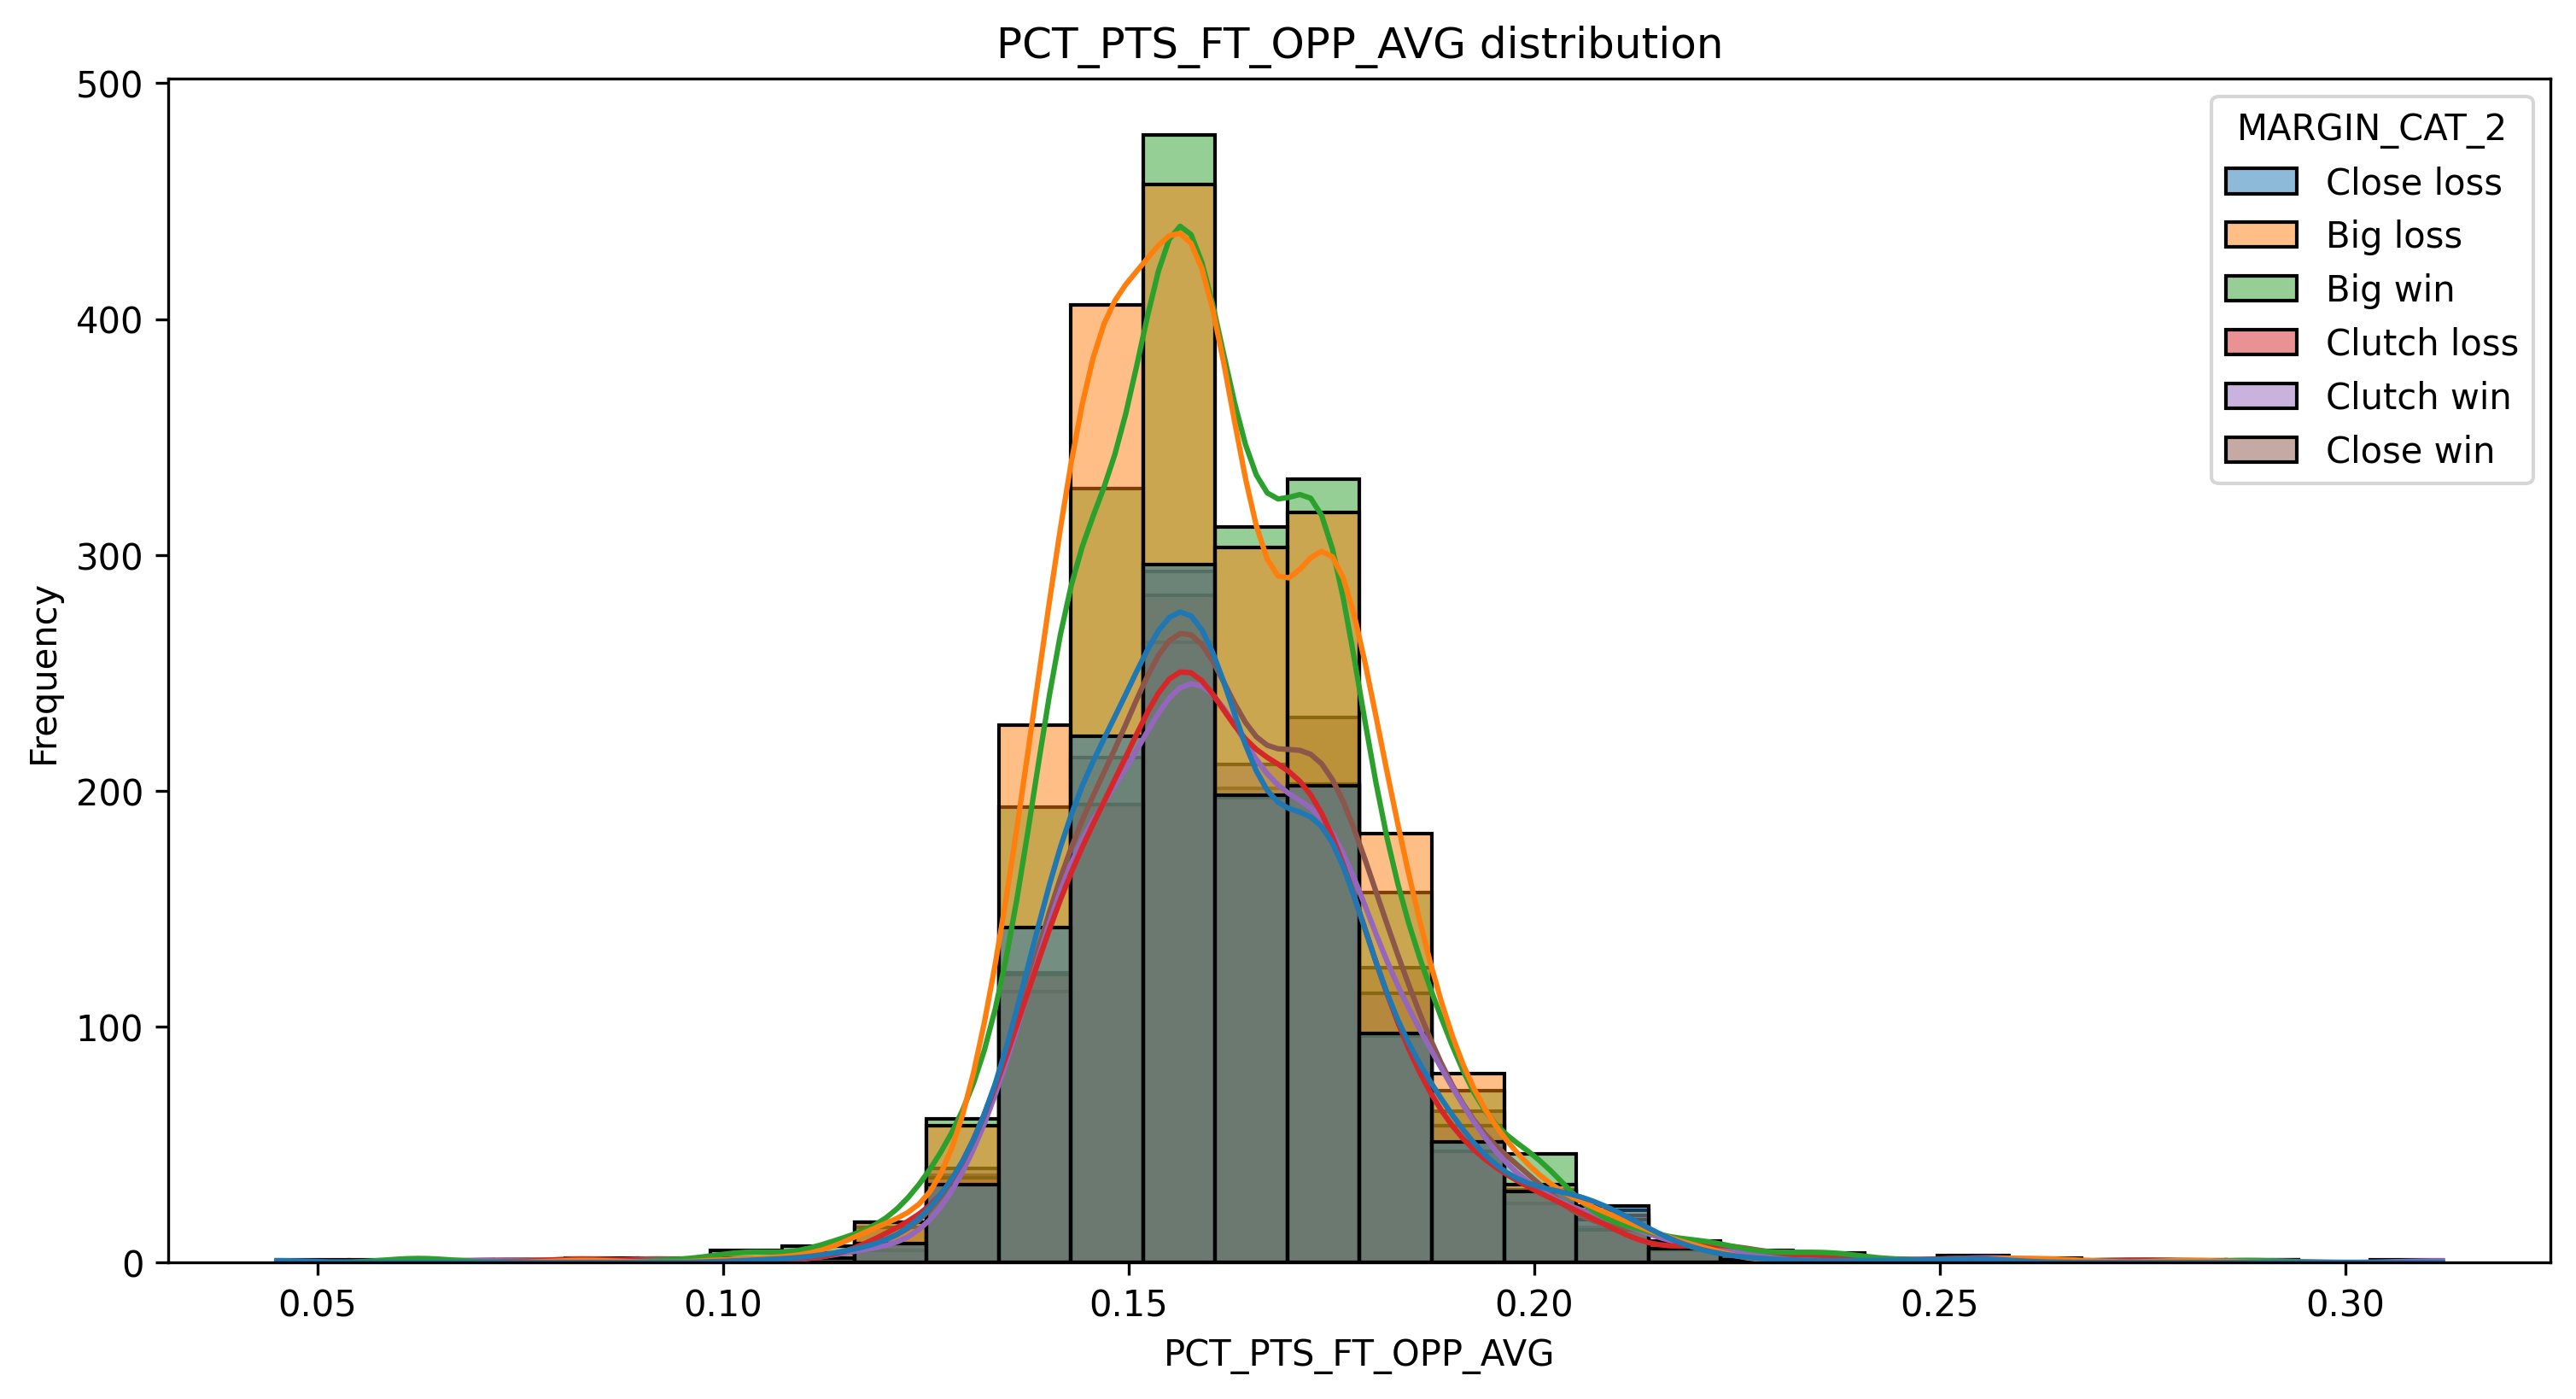 PCT_PTS_FT_OPP_AVG distribution
500
400
300
200
100
0
Frequency
MARGIN_CAT_2
Close loss
Big loss
Big win
Clutch loss
Clutch win
Close win
0.05 0.10 0.15 0.20 0.25 0.30
PCT_PTS_FT_OPP_AVG